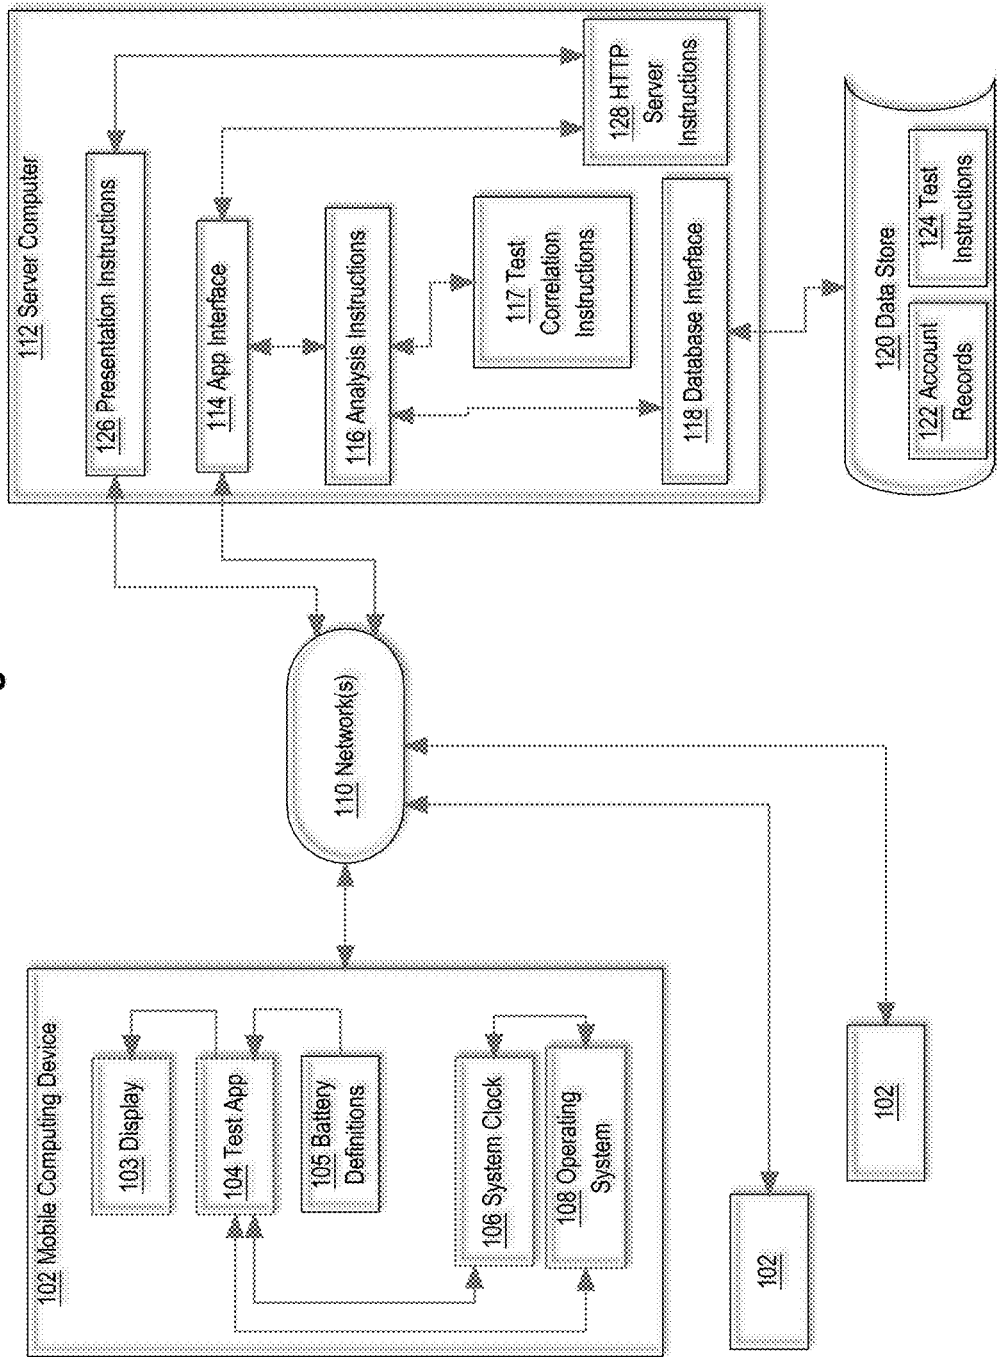 102 Mobile Computing Device
103 Display
104 Test App
105 Battery
Definitions
106 System Clock
108 Operating
System
102
102
110 Network(s)
112 Server Computer
126 Presentation Instructions
114 App Interface
116 Analysis Instructions
117 Test
Correlation
Instructions
128 HTTP
Server
Instructions
118 Database Interface
120 Data Store
122 Account
Records
124 Test
Instructions